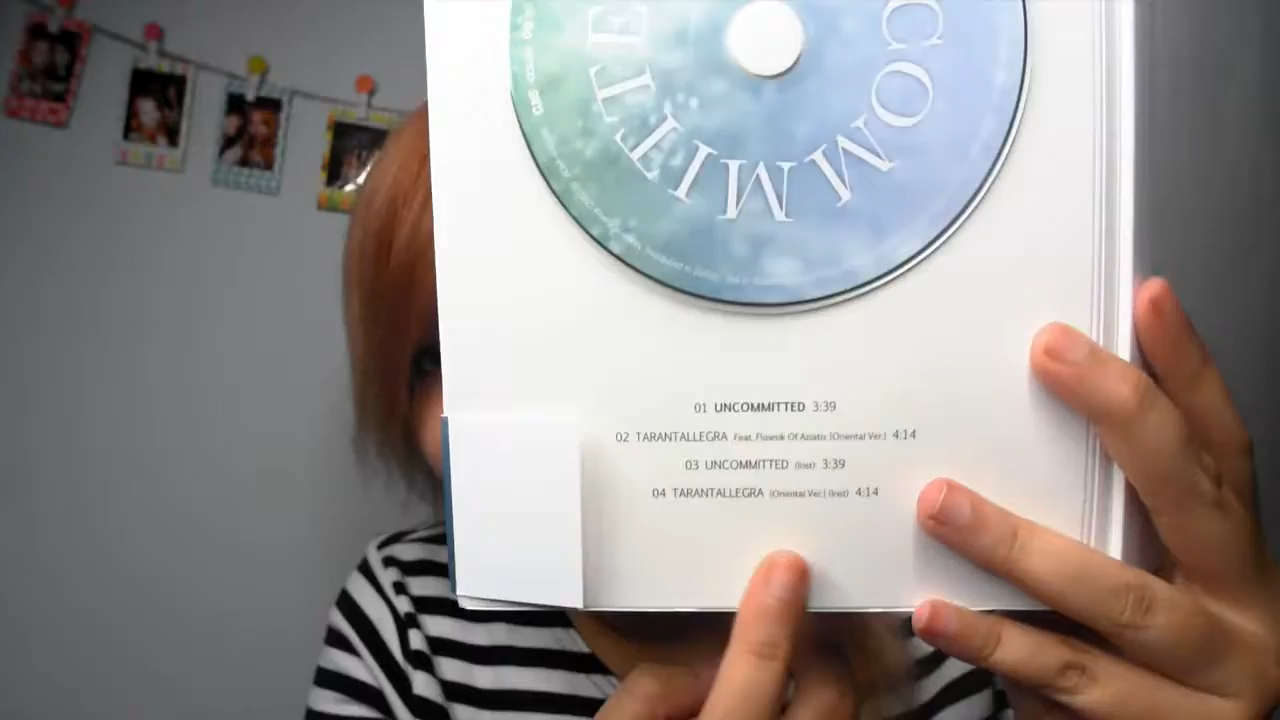 COMMITTE
01 UNCOMMITTED 3:39
02 TARANTALLEGRA Feat. Flowsik Of Aziatix (Oriental Ver.) 4:14
03 UNCOMMITTED (Inst) 3:39
04 TARANTALLEGRA (Oriental Ver.) (Inst) 4:14